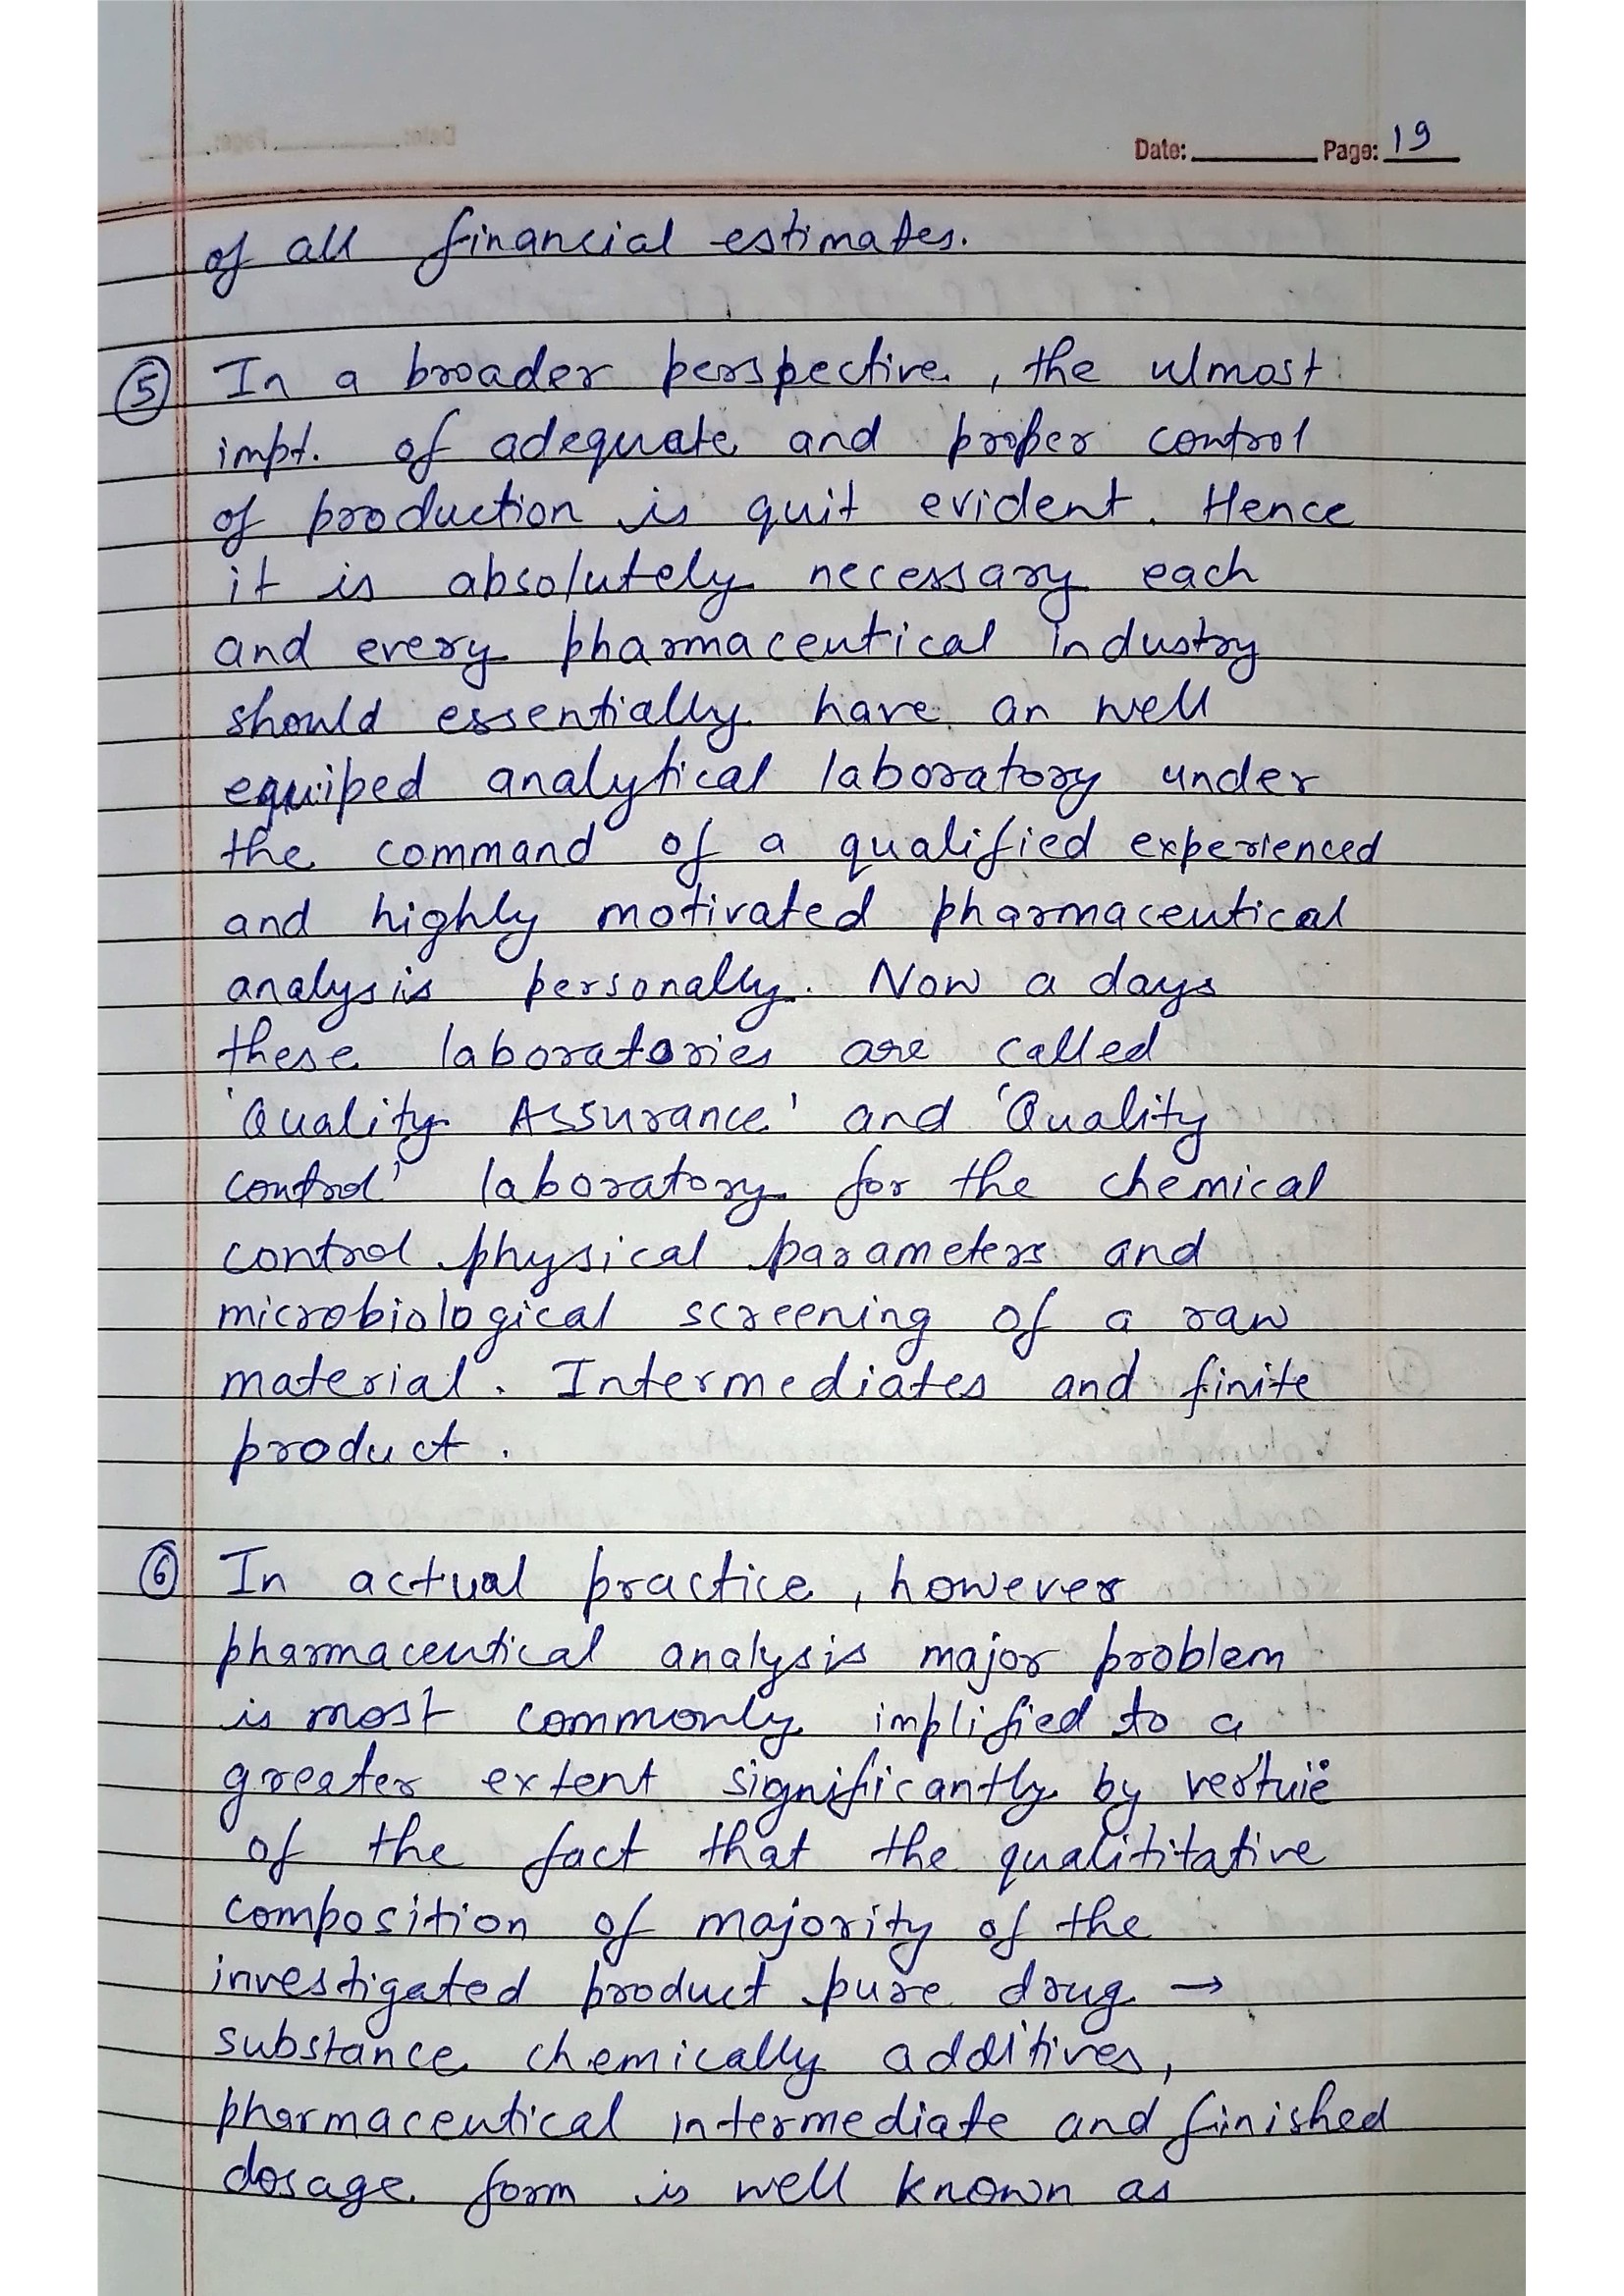 Date: Page: 19
of all financial estimates.
5 In a broader perspective, the ulmost
impt. of adequate and proper control
of production is quit evident. Hence
it is absolutely necessary each
and every pharmaceutical industry
should essentially have an well
equiped analytical laboratory under
the command of a qualified experienced
and highly motivated pharmaceutical
analysis personally. Now a days
these laboratories are called
'Quality Assurance' and 'Quality
control' laboratory for the chemical
control physical parameters and
microbiological screening of a raw
material. Intermediates and finite
product.
6 In actual practice, however
pharmaceutical analysis major problem
is most commonly implified to a
greater extent significantly by vertuie
of the fact that the qualititative
composition of majority of the
investigated product pure drug →
substance chemically additives,
pharmaceutical intermediate and finished
dosage form is well known as